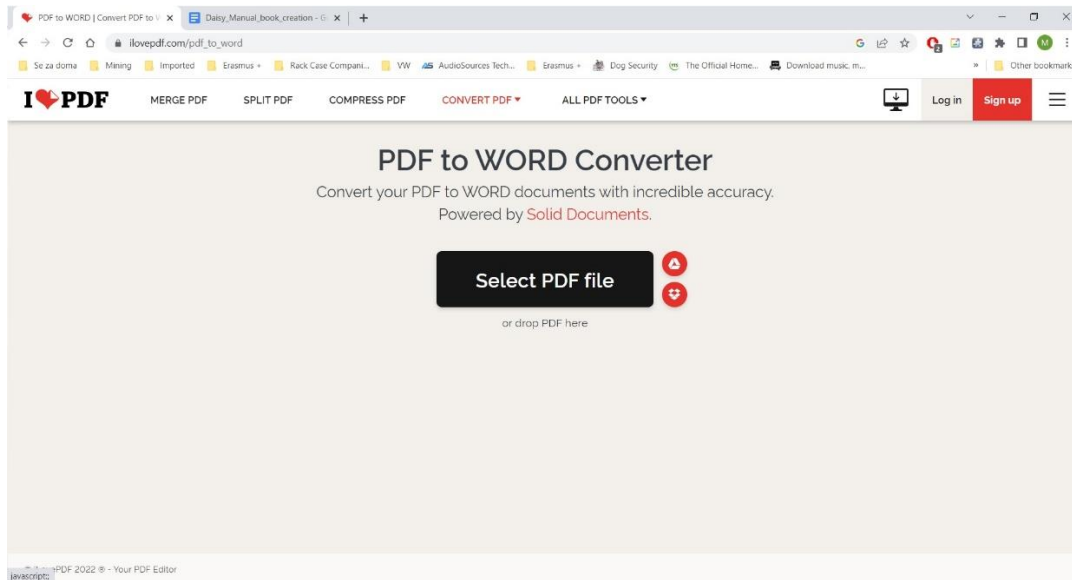 PDF to WORD | Convert PDF to V
Daisy_Manual_book_creation - G
ilovepdf.com/pdf_to_word
Se za doma Mining Imported Erasmus + Rack Case Compani... VW AudioSources Tech... Erasmus + Dog Security The Official Home... Download music, m... » Other bookmark
I PDF MERGE PDF SPLIT PDF COMPRESS PDF CONVERT PDF ALL PDF TOOLS Log in Sign up
PDF to WORD Converter
Convert your PDF to WORD documents with incredible accuracy.
Powered by Solid Documents.
Select PDF file
or drop PDF here
PDF 2022 ® - Your PDF Editor
javascript:;